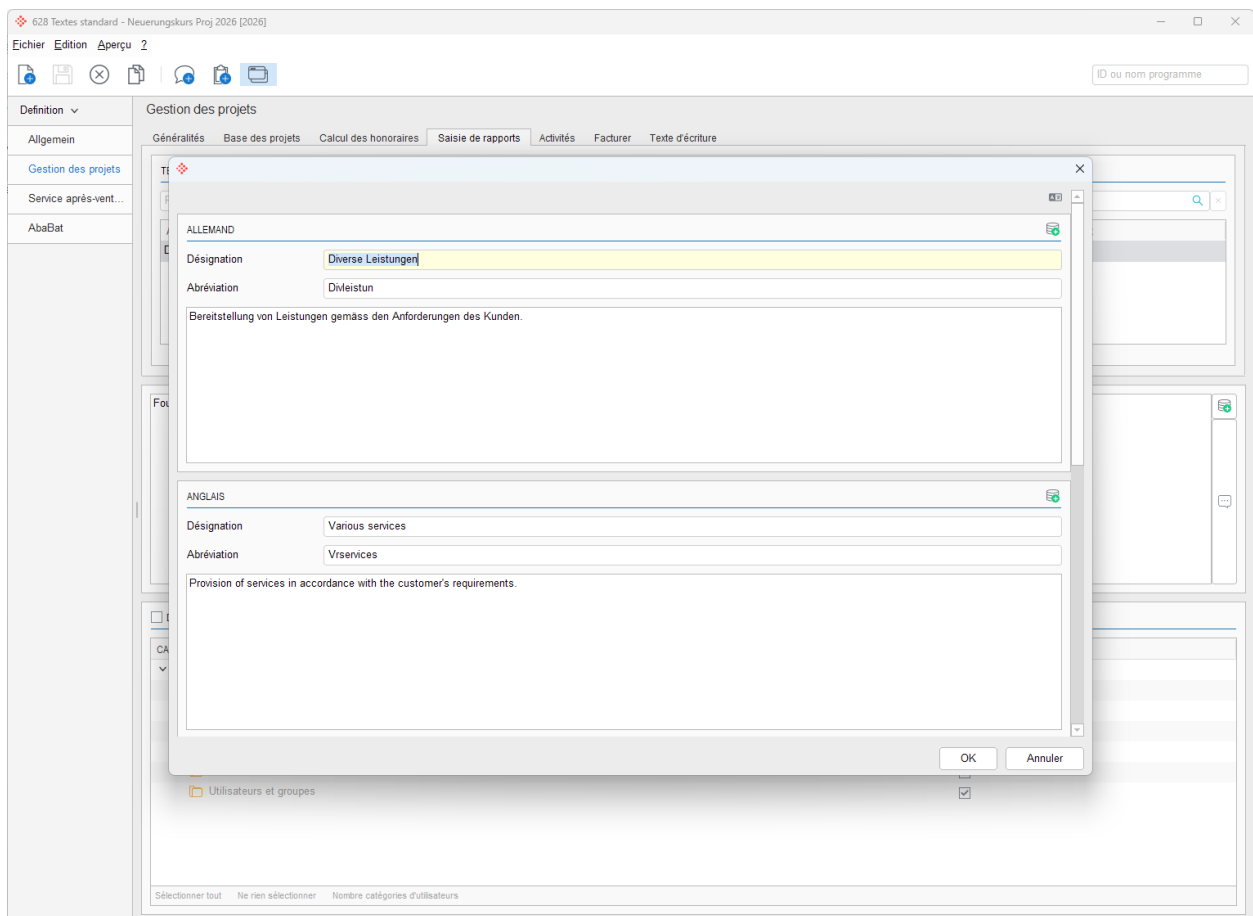 628 Textes standard - Neuerungskurs Proj 2026 [2026]
Fichier Edition Aperçu ?
ID ou nom programme
Definition
Gestion des projets
Allgemein
Gestion des projets
Service après-vent...
AbaBat
Généralités Base des projets Calcul des honoraires Saisie de rapports Activités Facturer Texte d'écriture
ALLEMAND
Désignation Diverse Leistungen
Abréviation Divleistun
Bereitstellung von Leistungen gemäss den Anforderungen des Kunden.
Fou
ANGLAIS
Désignation Various services
Abréviation Vrservices
Provision of services in accordance with the customer's requirements.
CA
OK Annuler
Utilisateurs et groupes
Sélectionner tout Ne rien sélectionner Nombre catégories d'utilisateurs